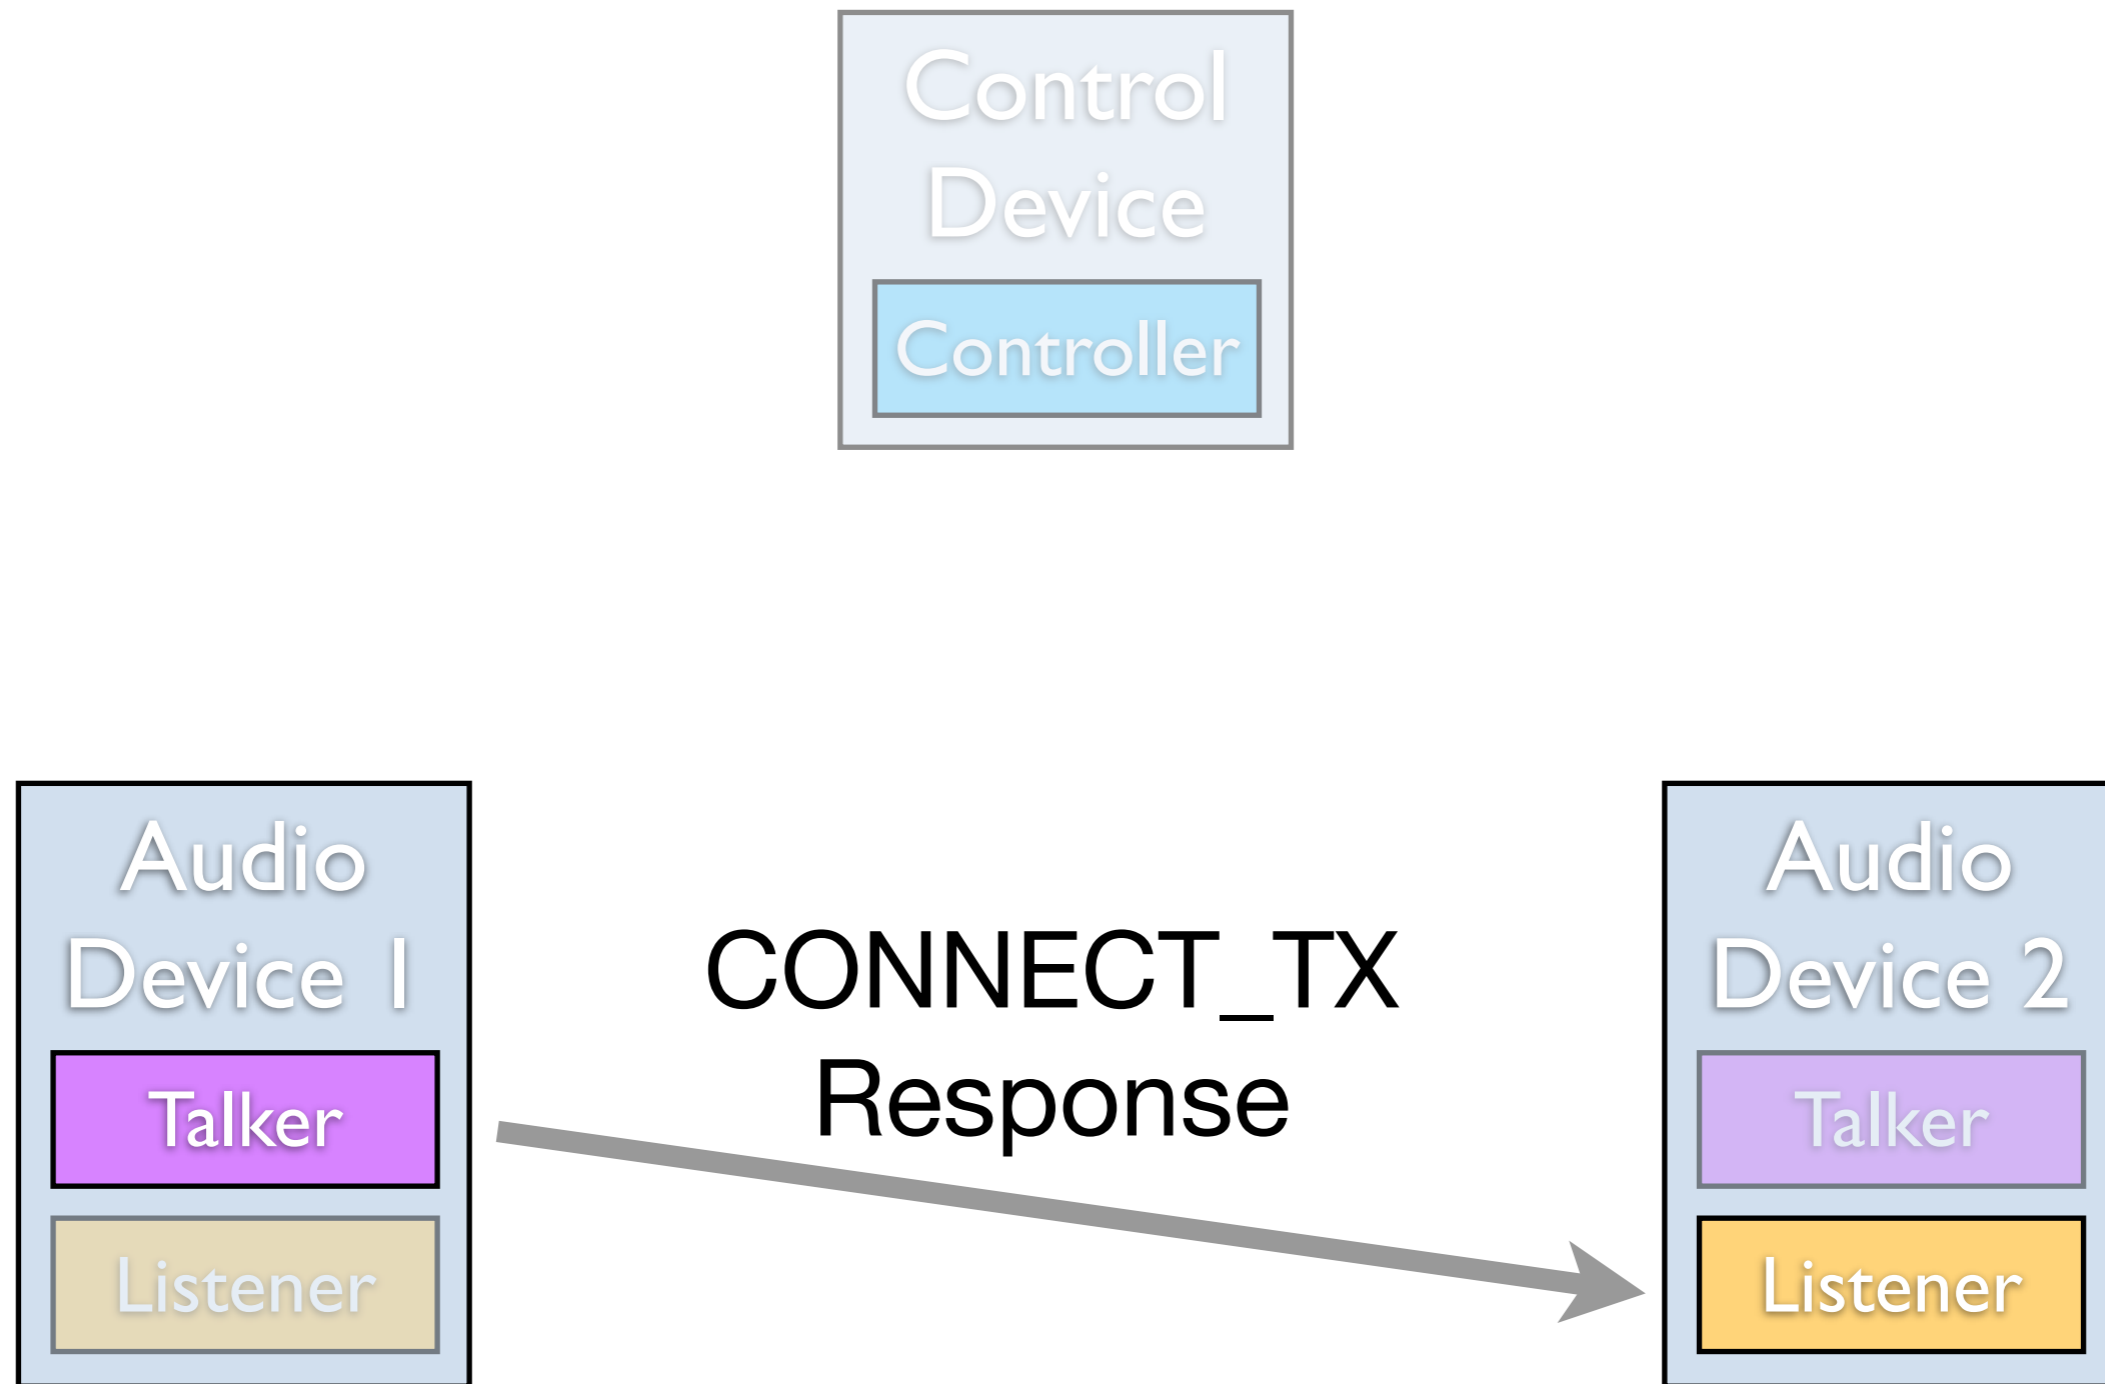 Control
Device
Controller
Audio
Device 1
Talker
Listener
CONNECT_TX
Response
Audio
Device 2
Talker
Listener